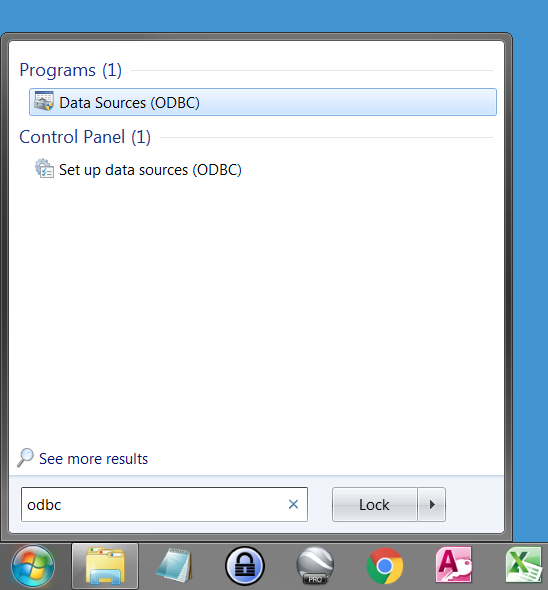 Programs (1)
Data Sources (ODBC)
Control Panel (1)
Set up data sources (ODBC)
See more results
odbc
Lock
PRO
A
X